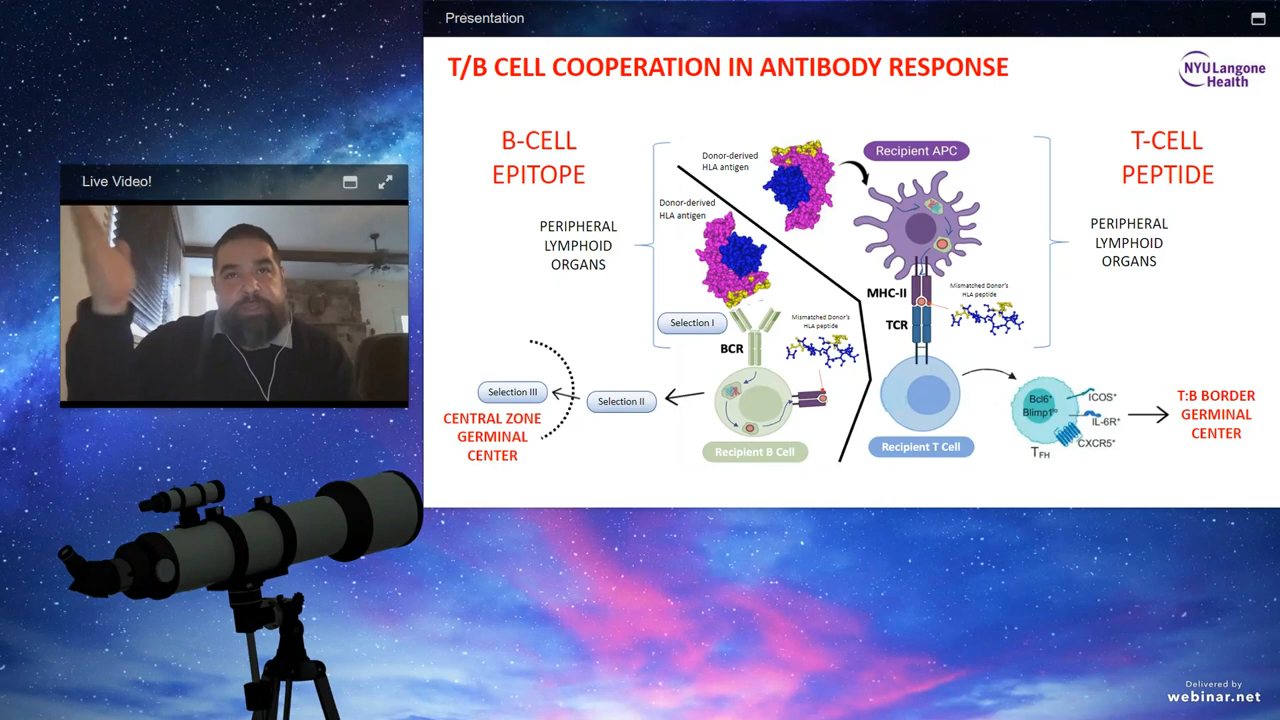 Presentation
T/B CELL COOPERATION IN ANTIBODY RESPONSE
NYU Langone
Health
Live Video!
B-CELL
EPITOPE
PERIPHERAL
LYMPHOID
ORGANS
Donor-derived
HLA antigen
Donor-derived
HLA antigen
Recipient APC
T-CELL
PEPTIDE
PERIPHERAL
LYMPHOID
ORGANS
MHC-II
TCR
Mismatched Donor's
HLA peptide
Selection I
BCR
Mismatched Donor's
HLA peptide
Selection III
Selection II
CENTRAL ZONE
GERMINAL
CENTER
Recipient B Cell
Recipient T Cell
Bcl6⁺
Blimp1ˡᵒ
ICOS⁺
IL-6R⁺
CXCR5⁺
TFH
T:B BORDER
GERMINAL
CENTER
Delivered by
webinar.net